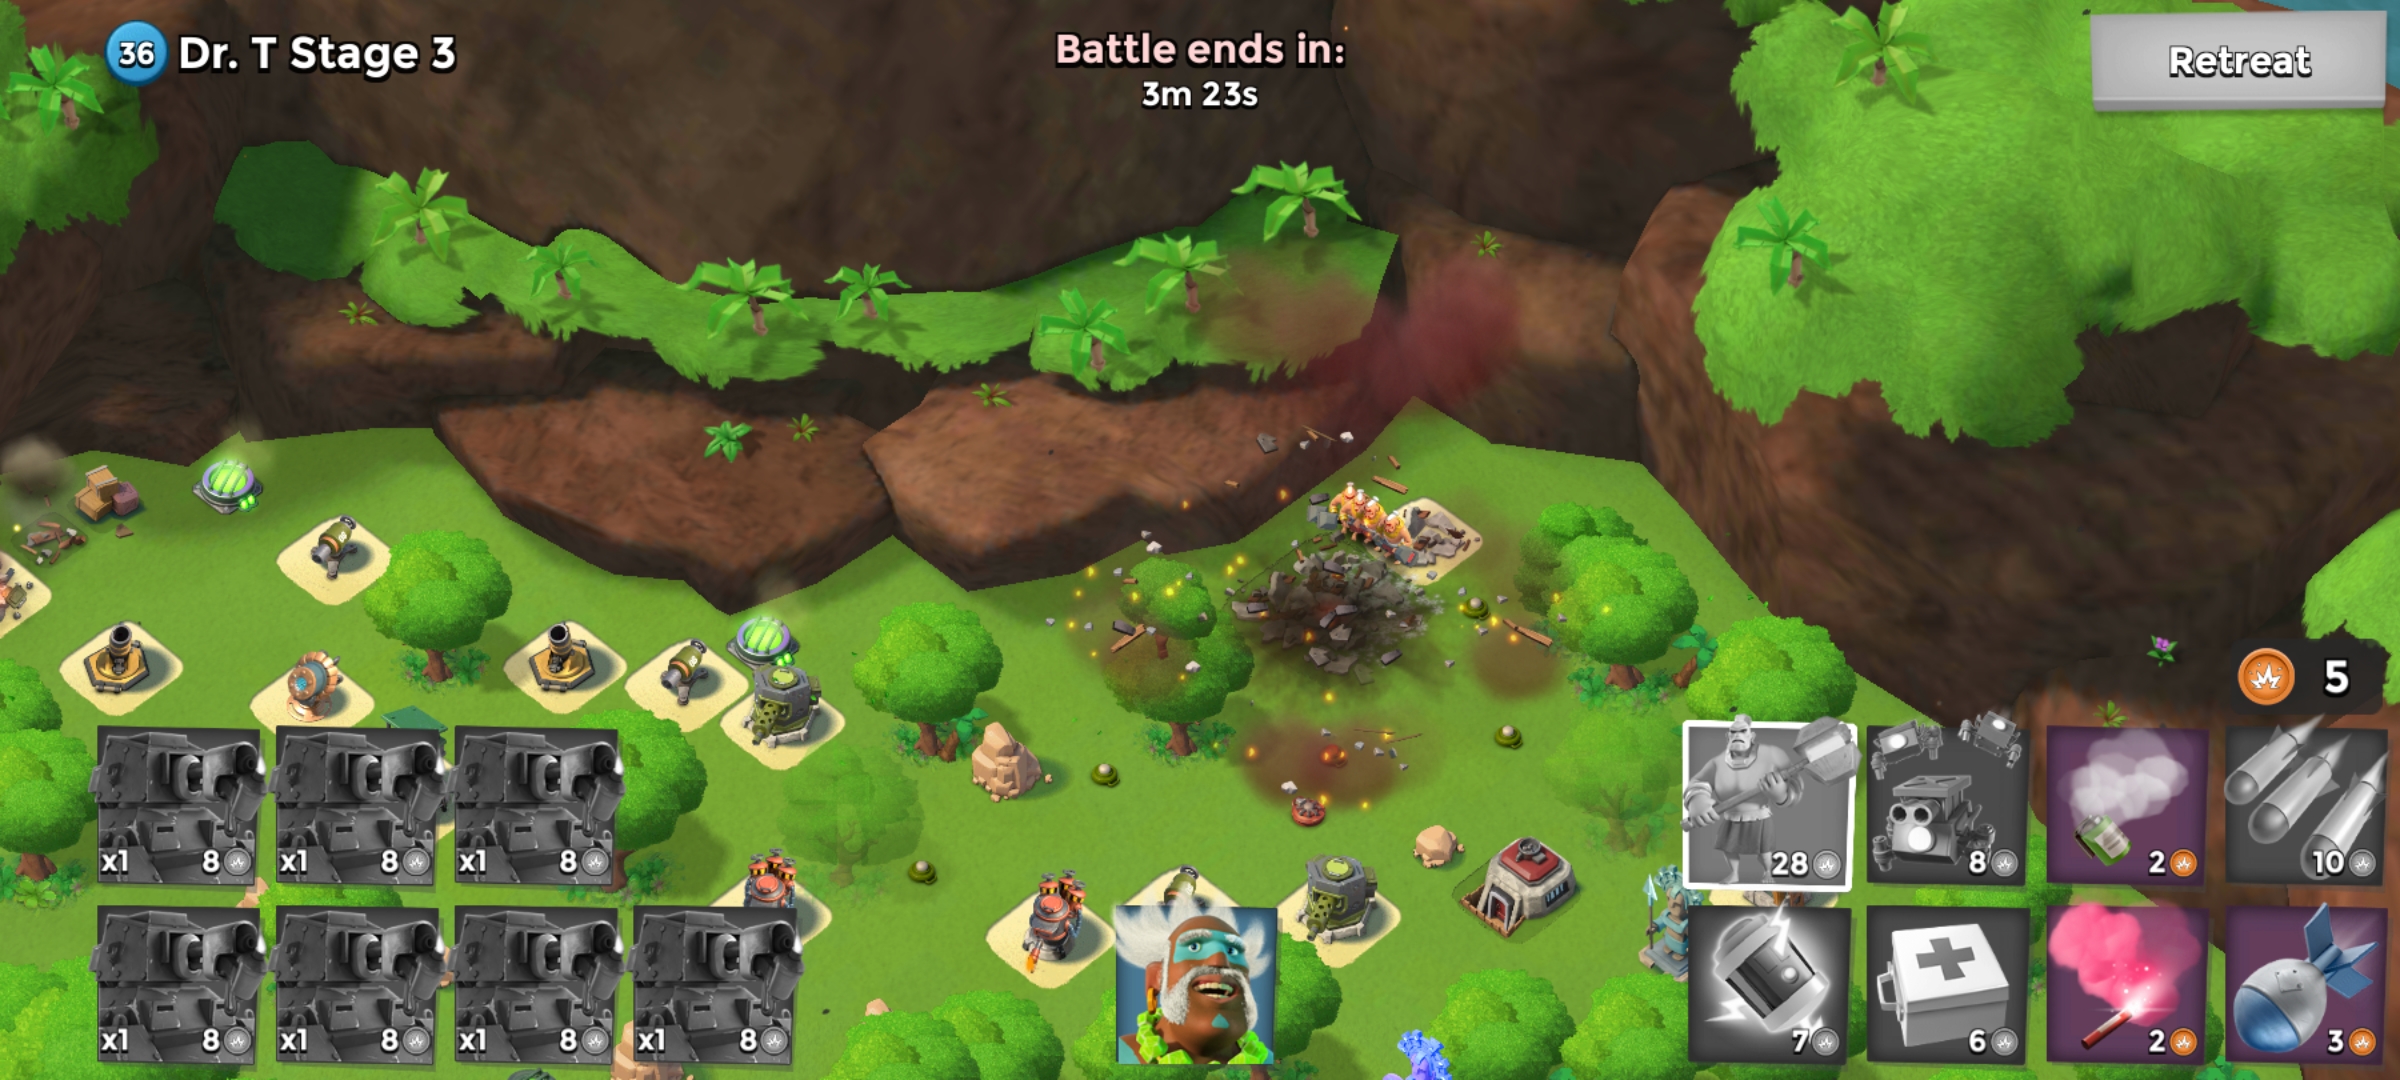 36 Dr. T Stage 3
Battle ends in:
3m 23s
Retreat
5
x1 8
x1 8
x1 8
28
8
2
10
x1 8
x1 8
x1 8
x1 8
7
6
2
3